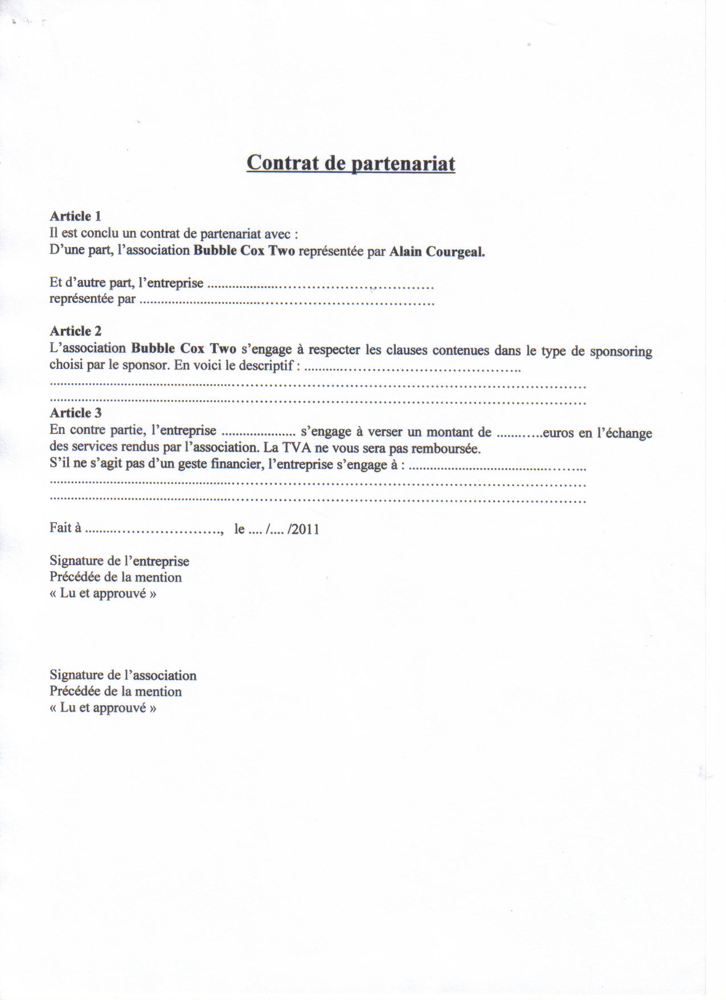 Contrat de partenariat
Article 1
Il est conclu un contrat de partenariat avec :
D’une part, l’association Bubble Cox Two représentée par Alain Courgeal.
Et d’autre part, l’entreprise ................................................................
représentée par ....................................................................................
Article 2
L’association Bubble Cox Two s’engage à respecter les clauses contenues dans le type de sponsoring
choisi par le sponsor. En voici le descriptif : ..............................................................
........................................................................................................................................................
........................................................................................................................................................
Article 3
En contre partie, l’entreprise ..................... s’engage à verser un montant de .............euros en l’échange
des services rendus par l’association. La TVA ne vous sera pas remboursée.
S’il ne s’agit pas d’un geste financier, l’entreprise s’engage à : ..................................................
........................................................................................................................................................
........................................................................................................................................................
Fait à ......................................, le .... /.... /2011
Signature de l’entreprise
Précédée de la mention
« Lu et approuvé »
Signature de l’association
Précédée de la mention
« Lu et approuvé »